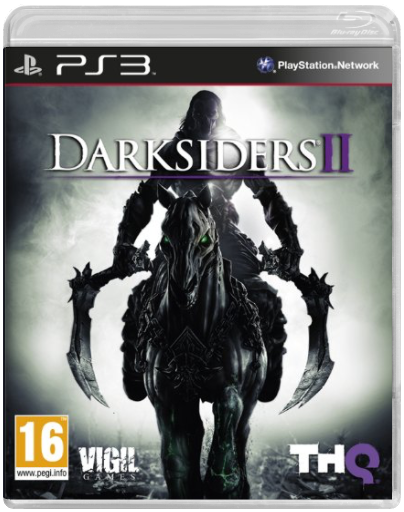 Blu-ray Disc
PS3
PlayStation®Network
DARKSIDERS II
16
www.pegi.info
VIGIL
GAMES
THQ